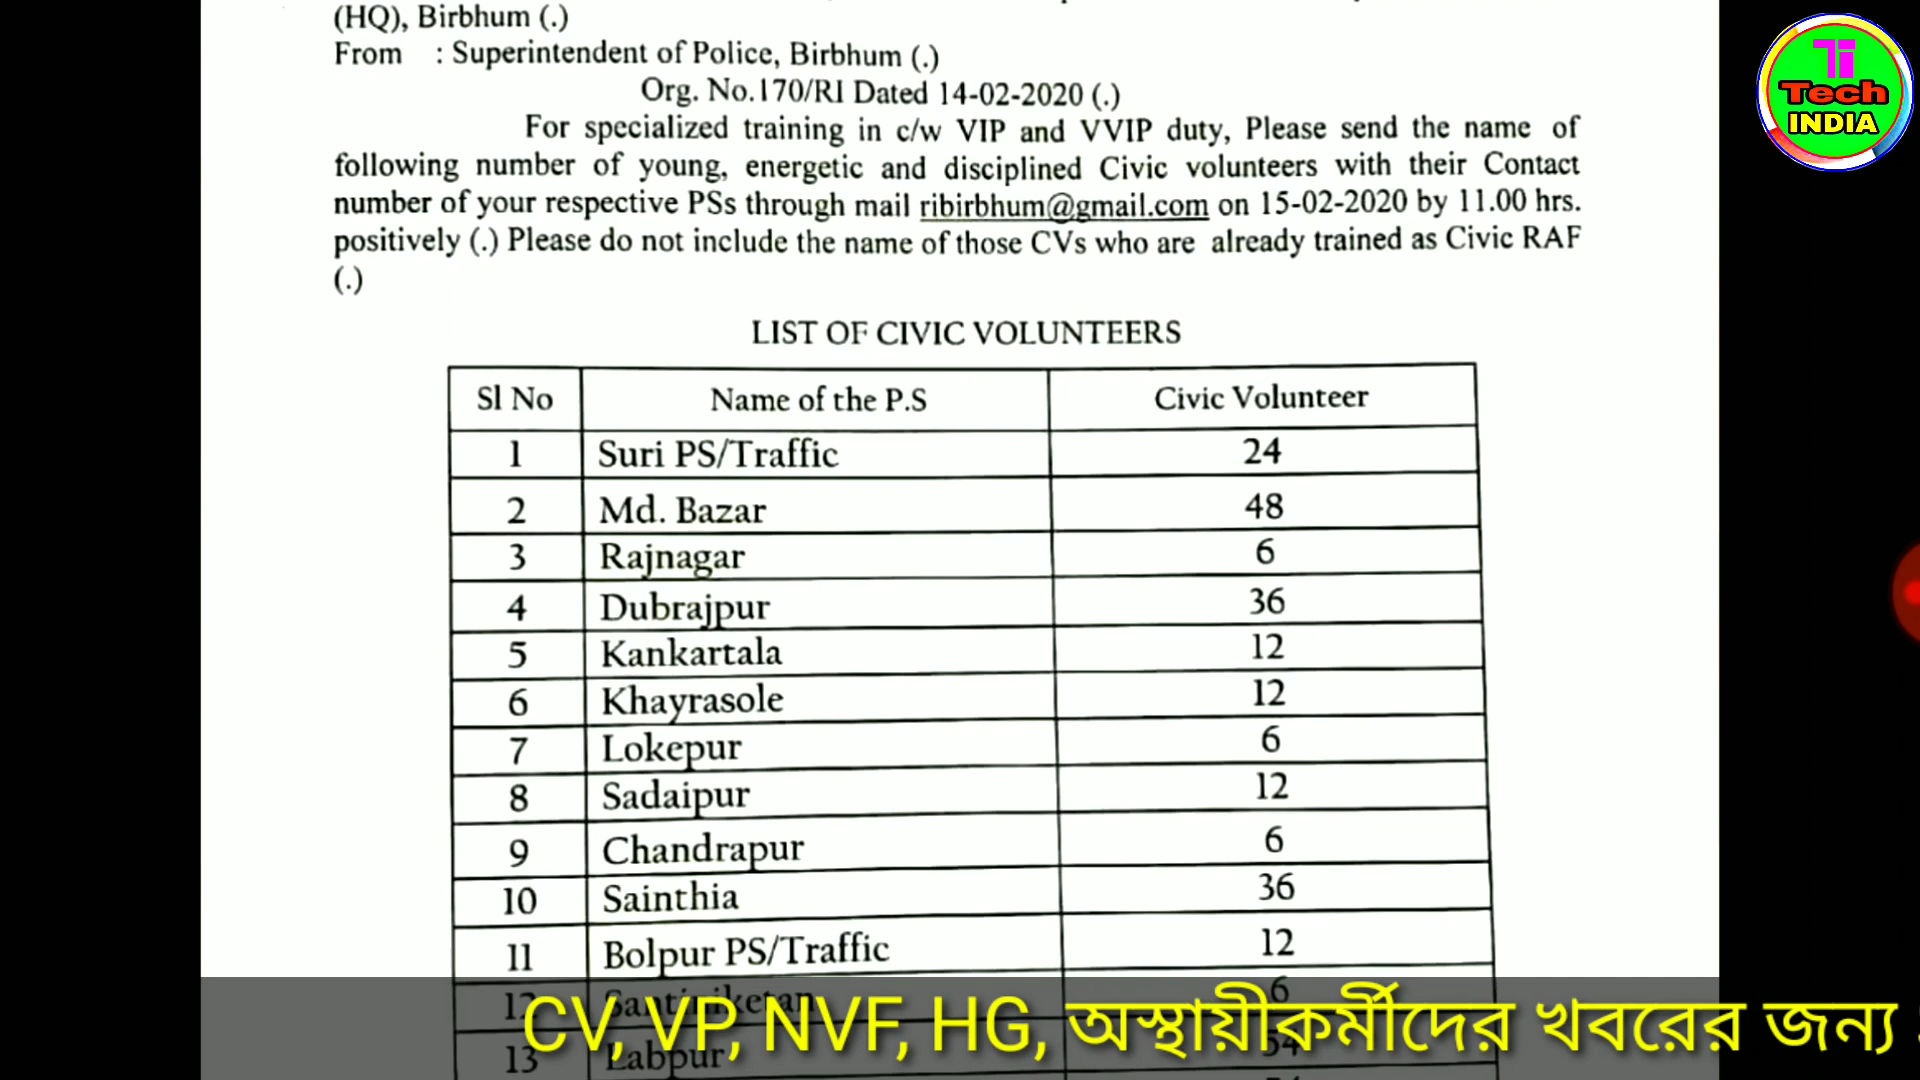 (HQ), Birbhum (.)
From : Superintendent of Police, Birbhum (.)
Org. No.170/RI Dated 14-02-2020 (.)
For specialized training in c/w VIP and VVIP duty, Please send the name of
following number of young, energetic and disciplined Civic volunteers with their Contact
number of your respective PSs through mail ribirbhum@gmail.com on 15-02-2020 by 11.00 hrs.
positively (.) Please do not include the name of those CVs who are already trained as Civic RAF
(.)
LIST OF CIVIC VOLUNTEERS
Sl No Name of the P.S Civic Volunteer
1 Suri PS/Traffic 24
2 Md. Bazar 48
3 Rajnagar 6
4 Dubrajpur 36
5 Kankartala 12
6 Khayrasole 12
7 Lokepur 6
8 Sadaipur 12
9 Chandrapur 6
10 Sainthia 36
11 Bolpur PS/Traffic 12
12 Santiniketan 6
13 Labpur 54
CV, VP, NVF, HG, অস্থায়ীকর্মীদের খবরের জন্য
Ti
Tech
INDIA